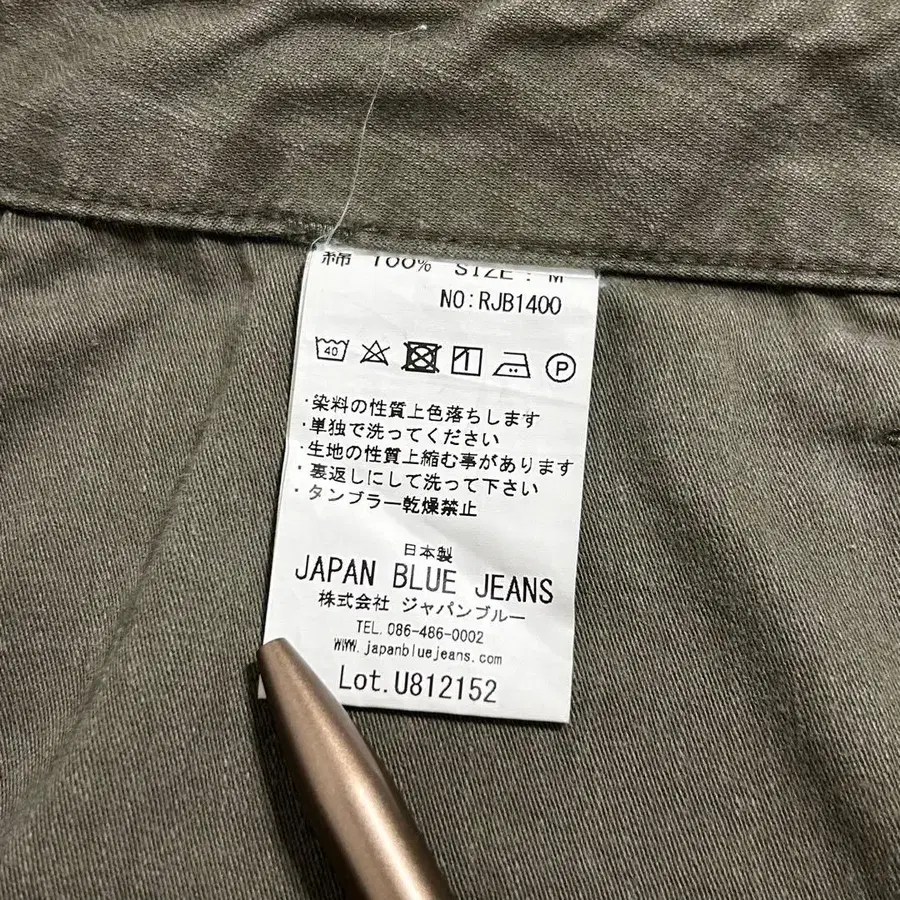 綿 100% SIZE : M
NO:RJB1400
40 P
・染料の性質上色落ちします
・単独で洗ってください
・生地の性質上縮む事があります
・裏返しにして洗って下さい
・タンブラー乾燥禁止
日本製
JAPAN BLUE JEANS
株式会社 ジャパンブルー
TEL. 086-486-0002
www.japanbluejeans.com
Lot.U812152